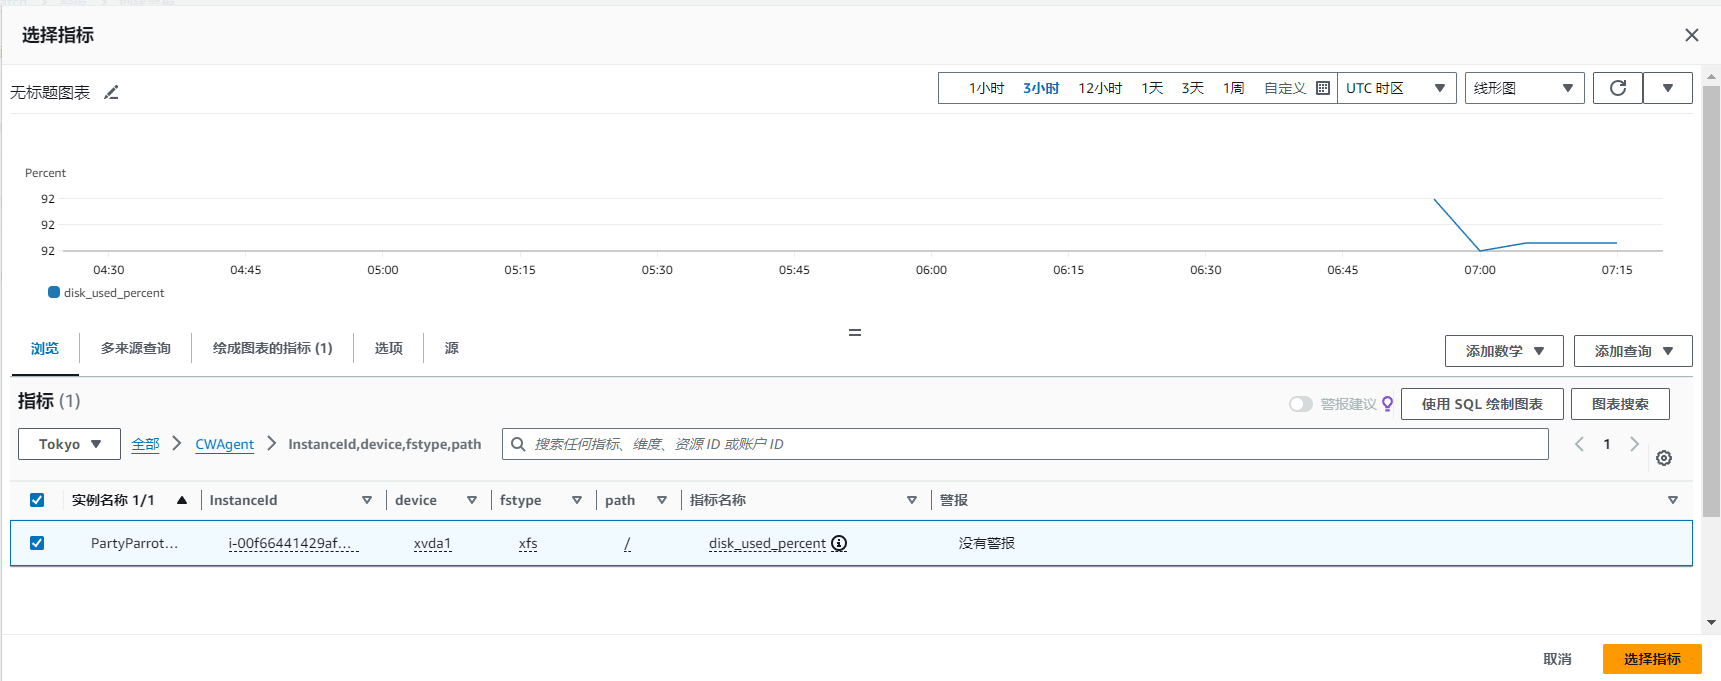 选择指标
无标题图表
1小时 3小时 12小时 1天 3天 1周 自定义 UTC 时区 线形图
Percent
92
92
92
04:30 04:45 05:00 05:15 05:30 05:45 06:00 06:15 06:30 06:45 07:00 07:15
disk_used_percent
浏览 多来源查询 绘成图表的指标 (1) 选项 源
添加数学 添加查询
指标 (1)
警报建议 使用 SQL 绘制图表 图表搜索
Tokyo 全部 CWAgent InstanceId,device,fstype,path 搜索任何指标、维度、资源 ID 或账户 ID 1
实例名称 1/1 InstanceId device fstype path 指标名称 警报
PartyParrot... i-00f66441429af... xvda1 xfs / disk_used_percent 没有警报
取消 选择指标